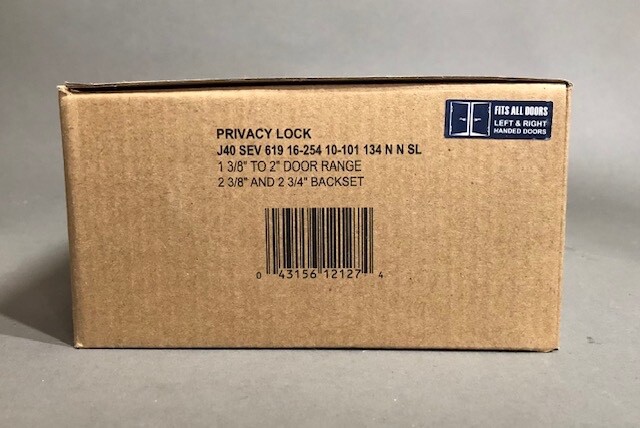 FITS ALL DOORS
LEFT & RIGHT
HANDED DOORS
PRIVACY LOCK
J40 SEV 619 16-254 10-101 134 N N SL
1 3/8" TO 2" DOOR RANGE
2 3/8" AND 2 3/4" BACKSET
0 43156 12127 4